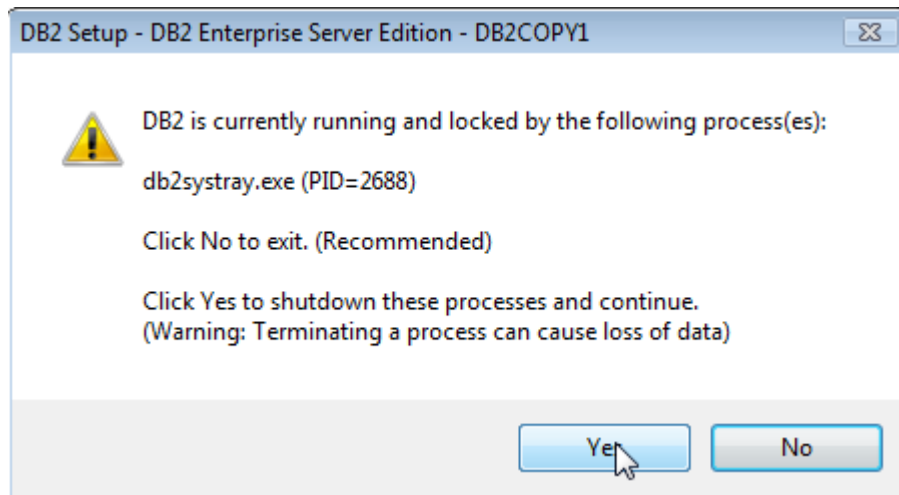 DB2 Setup - DB2 Enterprise Server Edition - DB2COPY1
DB2 is currently running and locked by the following process(es):
db2systray.exe (PID=2688)
Click No to exit. (Recommended)
Click Yes to shutdown these processes and continue.
(Warning: Terminating a process can cause loss of data)
Yes
No